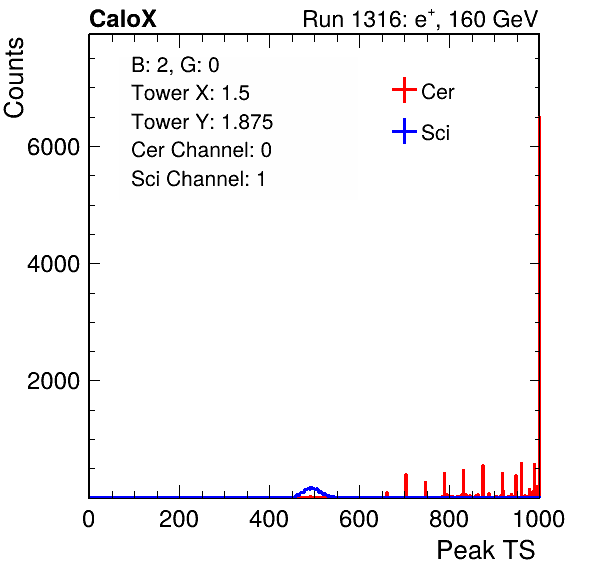 CaloX Run 1316: e⁺, 160 GeV
B: 2, G: 0
Tower X: 1.5
Tower Y: 1.875
Cer Channel: 0
Sci Channel: 1
Cer
Sci
Counts
6000
4000
2000
0 200 400 600 800 1000
Peak TS